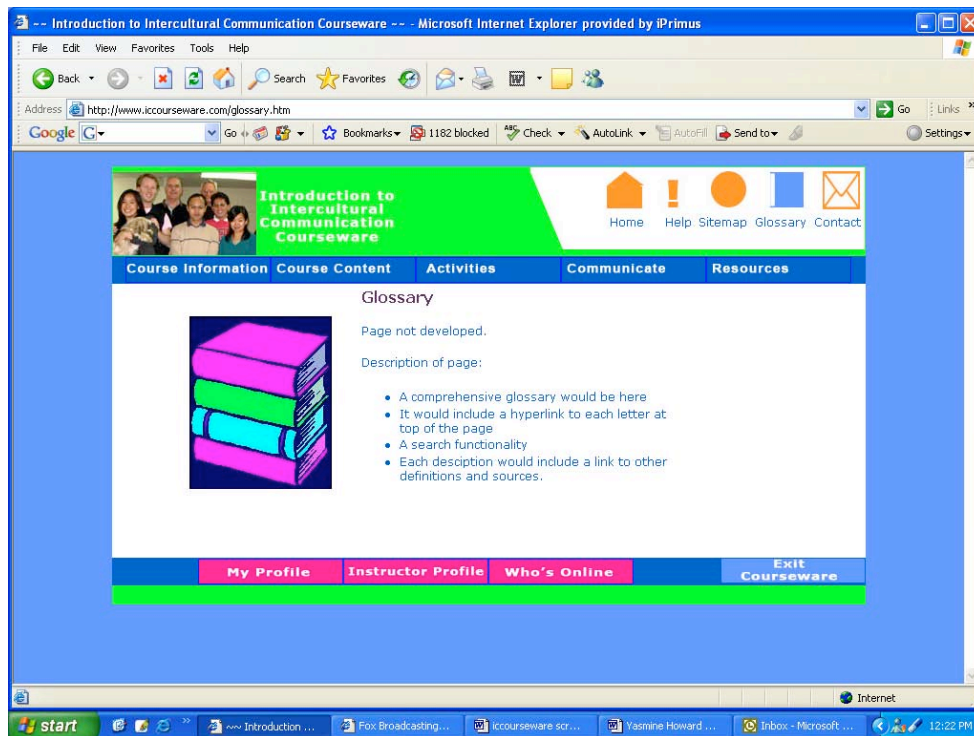 ~~ Introduction to Intercultural Communication Courseware ~~ - Microsoft Internet Explorer provided by iPrimus
File Edit View Favorites Tools Help
Back Search Favorites
Address http://www.iccourseware.com/glossary.htm Go Links »
Google G Go Bookmarks 1182 blocked ABC Check AutoLink AutoFill Send to Settings
Introduction to
Intercultural
Communication
Courseware
Home Help Sitemap Glossary Contact
Course Information Course Content Activities Communicate Resources
Glossary
Page not developed.
Description of page:
• A comprehensive glossary would be here
• It would include a hyperlink to each letter at
top of the page
• A search functionality
• Each desciption would include a link to other
definitions and sources.
My Profile Instructor Profile Who's Online Exit
Courseware
Internet
start » ~~ Introduction ... Fox Broadcasting... iccourseware scr... Yasmine Howard ... Inbox - Microsoft ... 12:22 PM